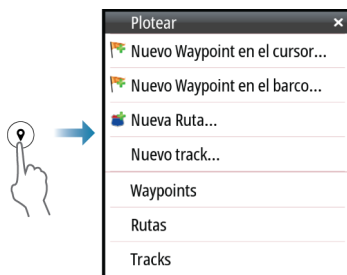 Plotear
Nuevo Waypoint en el cursor...
Nuevo Waypoint en el barco...
Nueva Ruta...
Nuevo track...
Waypoints
Rutas
Tracks